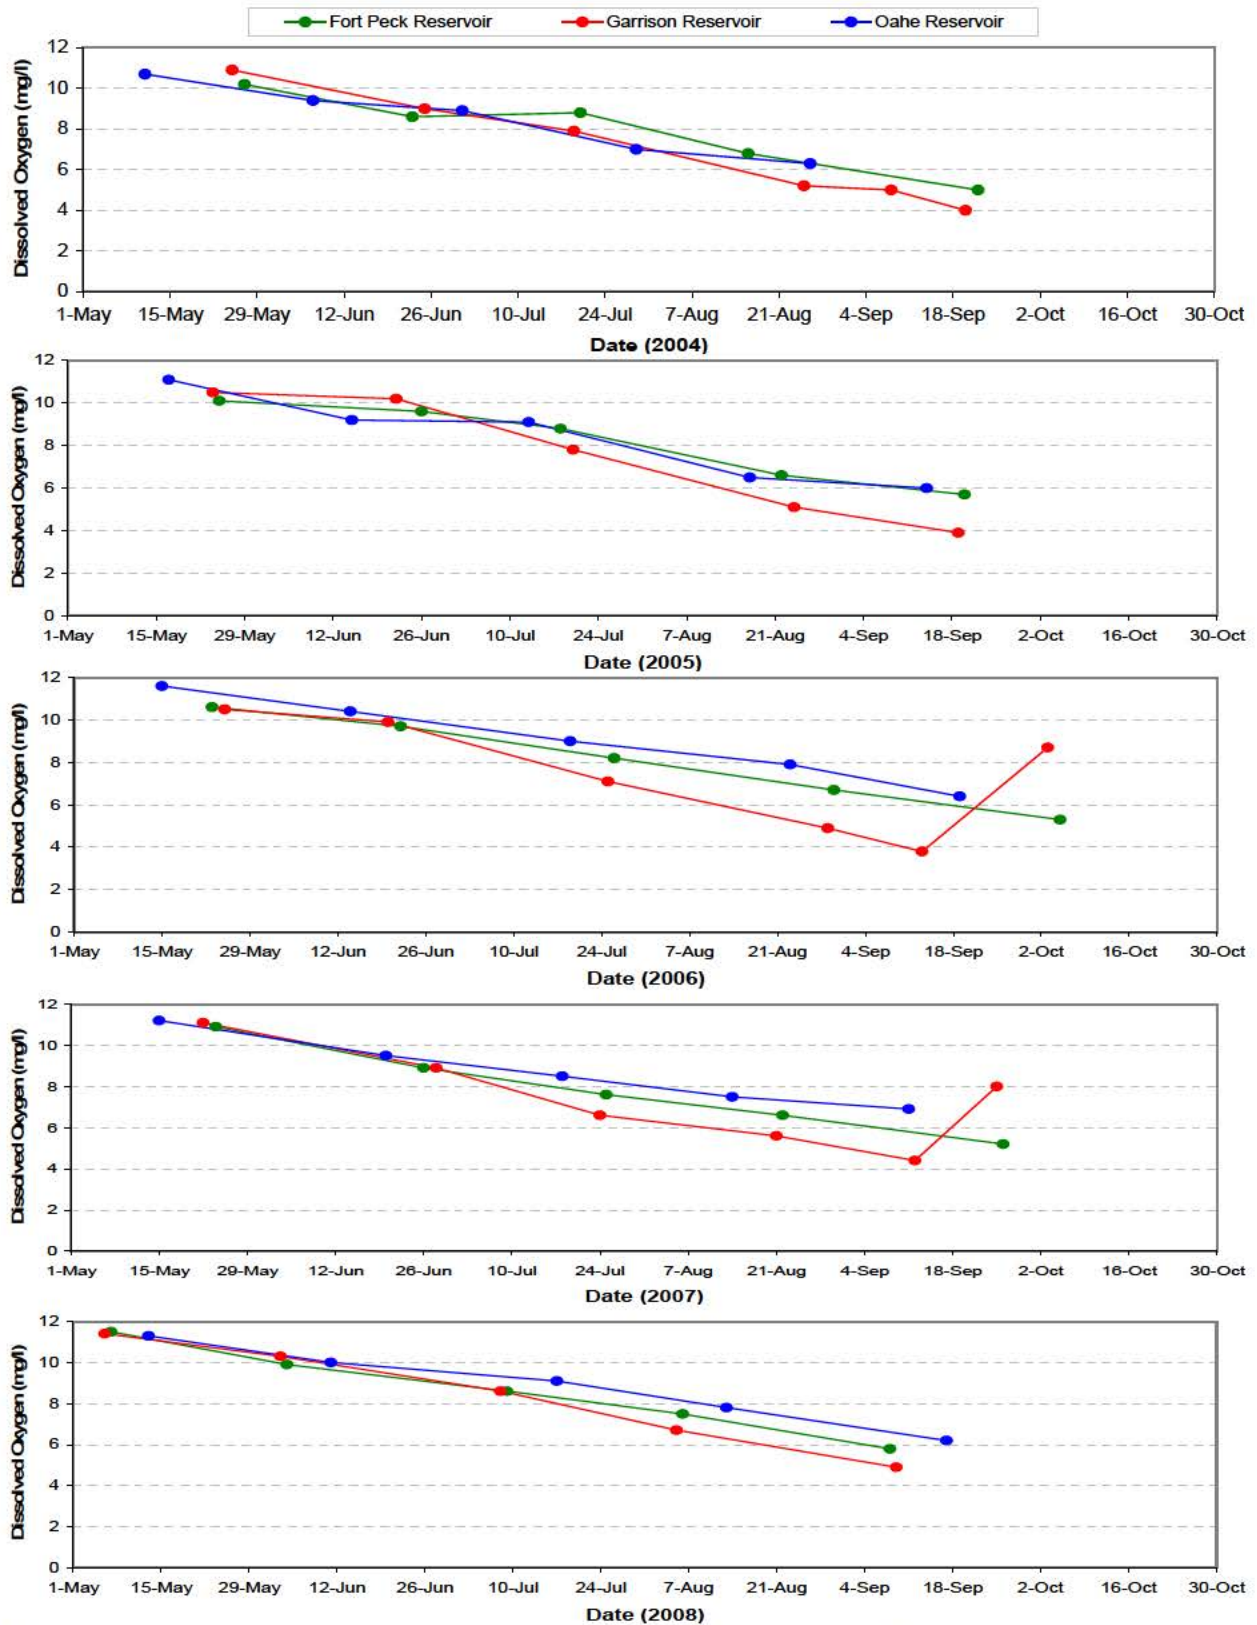 Fort Peck Reservoir Garrison Reservoir Oahe Reservoir
Dissolved Oxygen (mg/l)
12
10
8
6
4
2
0
1-May 15-May 29-May 12-Jun 26-Jun 10-Jul 24-Jul 7-Aug 21-Aug 4-Sep 18-Sep 2-Oct 16-Oct 30-Oct
Date (2004)
Dissolved Oxygen (mg/l)
12
10
8
6
4
2
0
1-May 15-May 29-May 12-Jun 26-Jun 10-Jul 24-Jul 7-Aug 21-Aug 4-Sep 18-Sep 2-Oct 16-Oct 30-Oct
Date (2005)
Dissolved Oxygen (mg/l)
12
10
8
6
4
2
0
1-May 15-May 29-May 12-Jun 26-Jun 10-Jul 24-Jul 7-Aug 21-Aug 4-Sep 18-Sep 2-Oct 16-Oct 30-Oct
Date (2006)
Dissolved Oxygen (mg/l)
12
10
8
6
4
2
0
1-May 15-May 29-May 12-Jun 26-Jun 10-Jul 24-Jul 7-Aug 21-Aug 4-Sep 18-Sep 2-Oct 16-Oct 30-Oct
Date (2007)
Dissolved Oxygen (mg/l)
12
10
8
6
4
2
0
1-May 15-May 29-May 12-Jun 26-Jun 10-Jul 24-Jul 7-Aug 21-Aug 4-Sep 18-Sep 2-Oct 16-Oct 30-Oct
Date (2008)